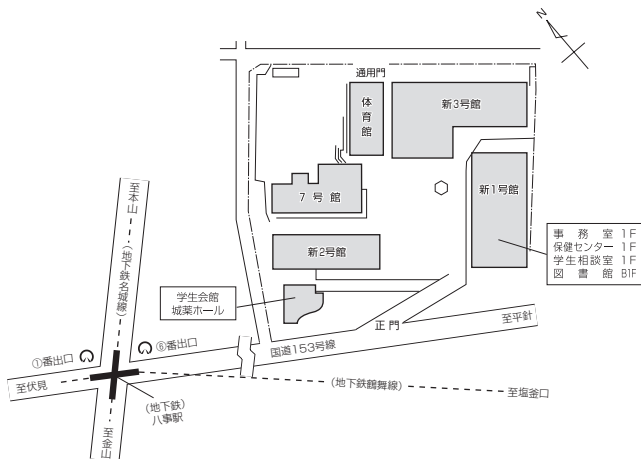 N
通用門
体育館
新3号館
7号館
新1号館
新2号館
事務室 1F
保健センター 1F
学生相談室 1F
図書館 B1F
学生会館
城薬ホール
正門
至平針
国道153号線
至本山
(地下鉄名城線)
①番出口
⑥番出口
至伏見
(地下鉄)
八事駅
(地下鉄鶴舞線)
至塩釜口
至金山